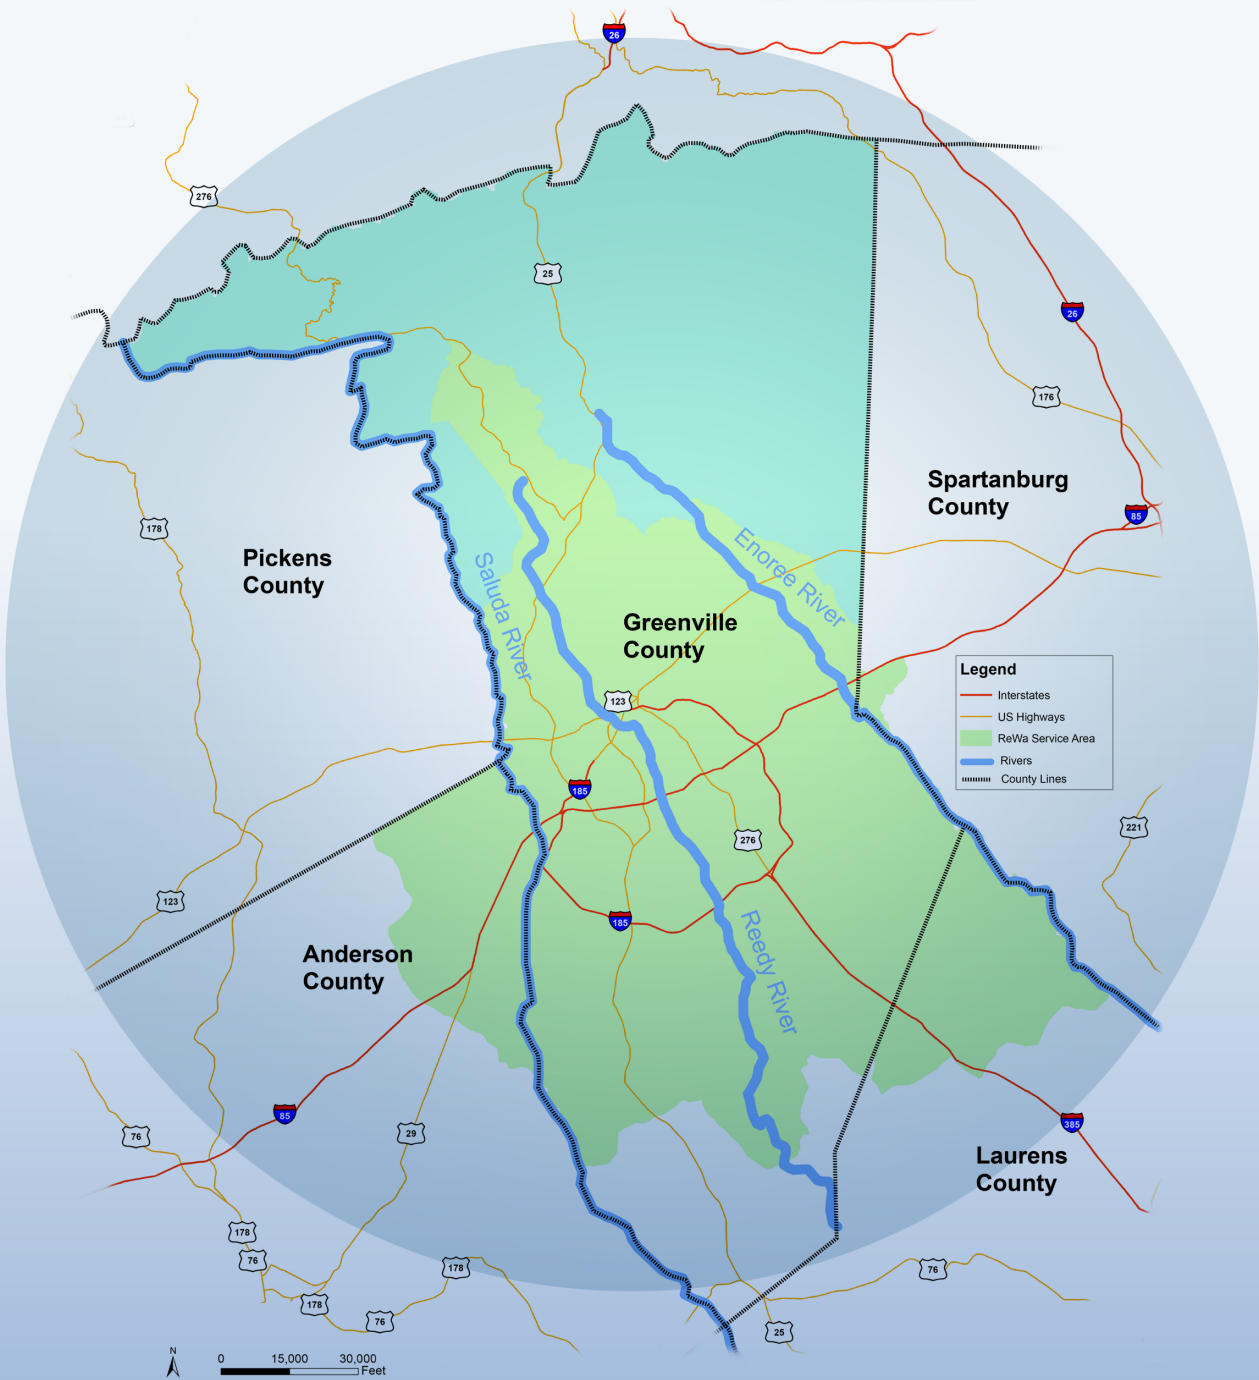 26
276
25
26
176
Spartanburg
County
85
178
Pickens
County
Saluda River
Enoree River
Greenville
County
Legend
Interstates
US Highways
ReWa Service Area
Rivers
County Lines
123
185
276
221
123
185
Reedy River
Anderson
County
85
76
29
385
Laurens
County
178
76
178
76
178
76
25
N
0
15,000
30,000
Feet